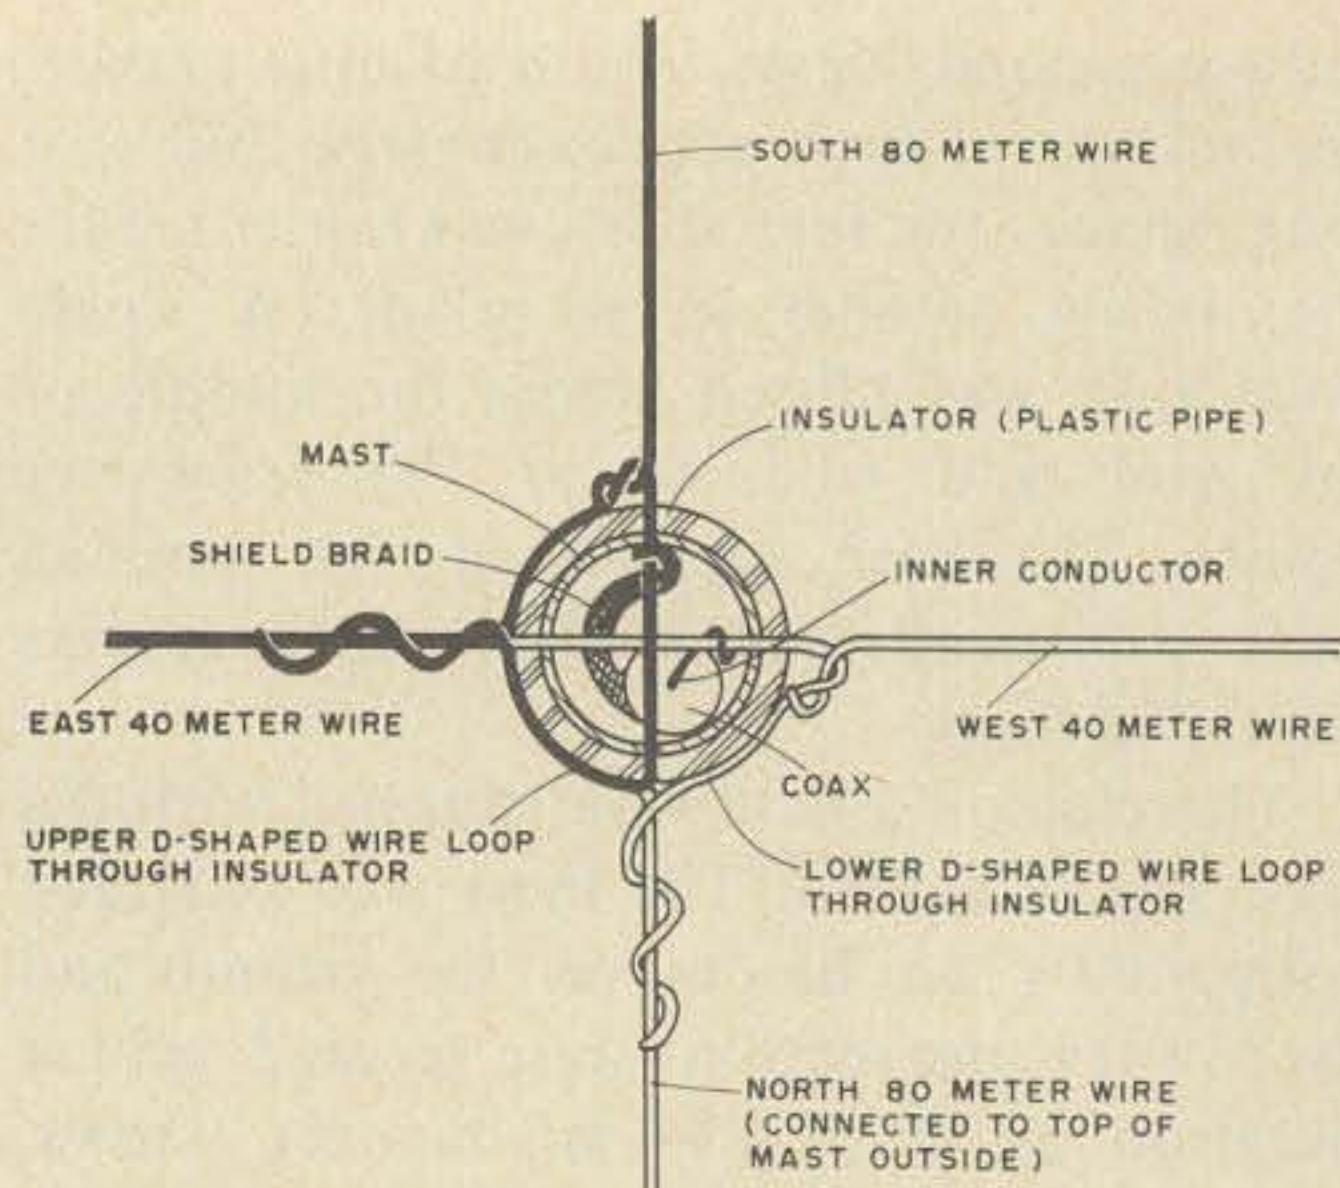 SOUTH 80 METER WIRE
INSULATOR (PLASTIC PIPE)
MAST
SHIELD BRAID
INNER CONDUCTOR
EAST 40 METER WIRE
WEST 40 METER WIRE
COAX
UPPER D-SHAPED WIRE LOOP
THROUGH INSULATOR
LOWER D-SHAPED WIRE LOOP
THROUGH INSULATOR
NORTH 80 METER WIRE
(CONNECTED TO TOP OF
MAST OUTSIDE)